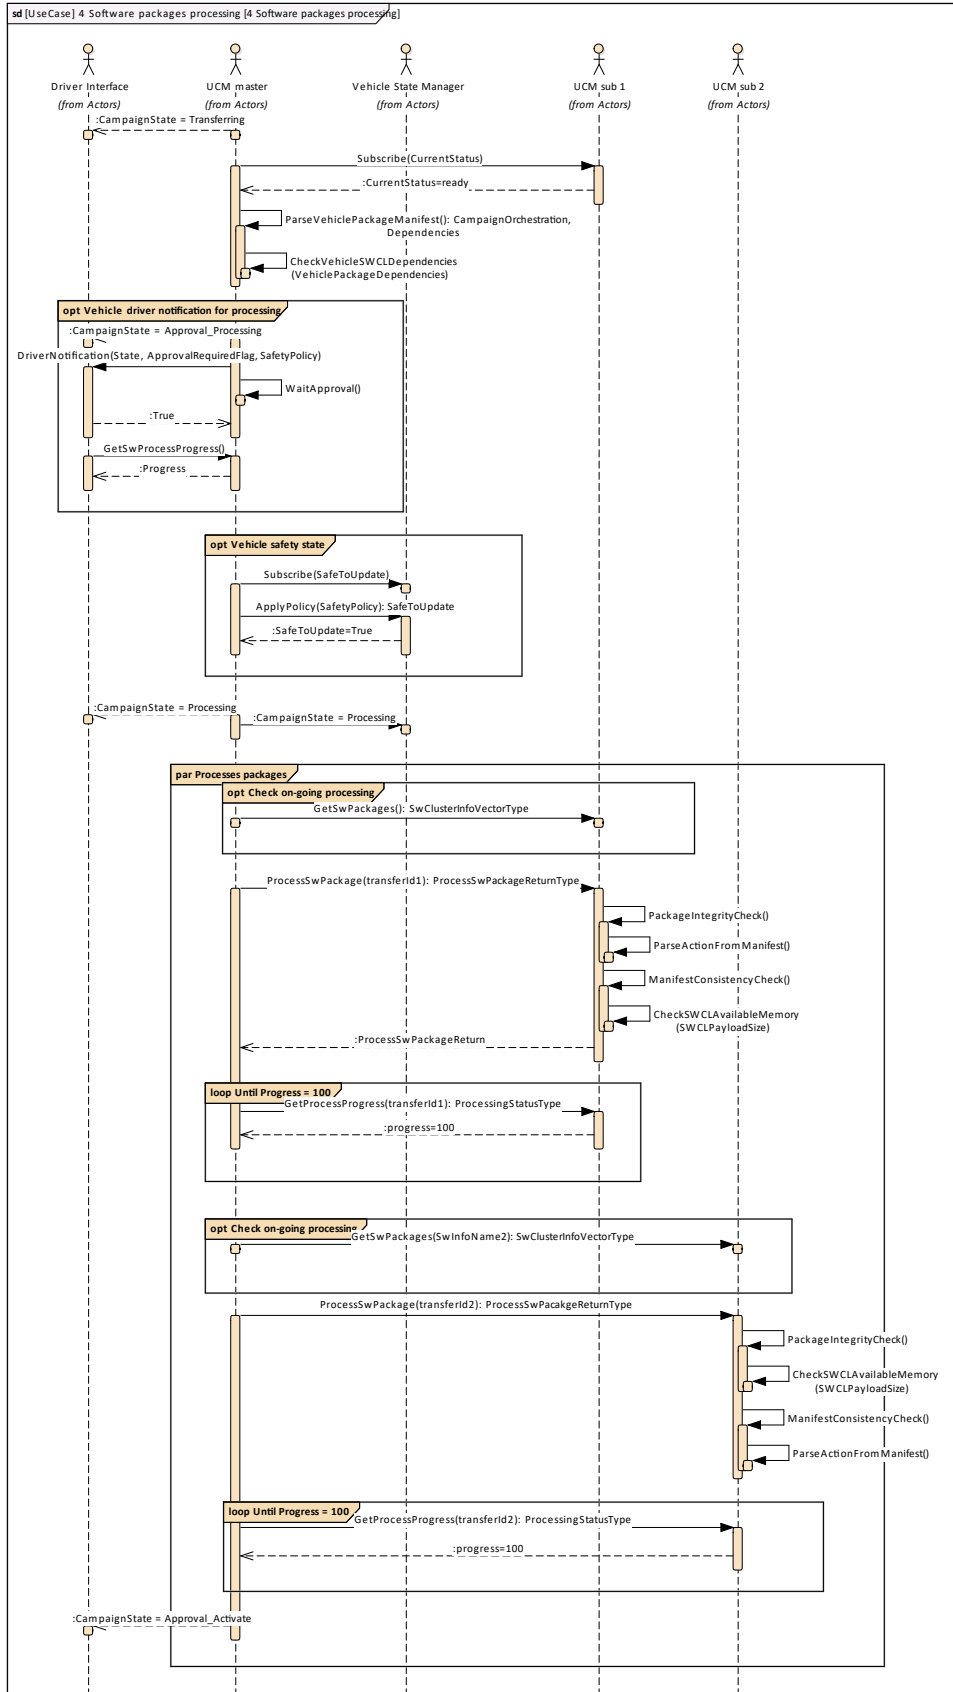 sd [UseCase] 4 Software packages processing [4 Software packages processing]
Driver Interface
(from Actors)
UCM master
(from Actors)
Vehicle State Manager
(from Actors)
UCM sub 1
(from Actors)
UCM sub 2
(from Actors)
:CampaignState = Transferring
Subscribe(CurrentStatus)
:CurrentStatus=ready
ParseVehiclePackageManifest(): CampaignOrchestration,
Dependencies
CheckVehicleSWCLDependencies
(VehiclePackageDependencies)
opt Vehicle driver notification for processing
:CampaignState = Approval_Processing
DriverNotification(State, ApprovalRequiredFlag, SafetyPolicy)
WaitApproval()
:True
GetSwProcessProgress()
:Progress
opt Vehicle safety state
Subscribe(SafeToUpdate)
ApplyPolicy(SafetyPolicy): SafeToUpdate
:SafeToUpdate=True
:CampaignState = Processing
:CampaignState = Processing
par Processes packages
opt Check on-going processing
GetSwPackages(): SwClusterInfoVectorType
ProcessSwPackage(transferId1): ProcessSwPackageReturnType
PackageIntegrityCheck()
ParseActionFromManifest()
ManifestConsistencyCheck()
CheckSWCLAvailableMemory
(SWCLPayloadSize)
:ProcessSwPackageReturn
loop Until Progress = 100
GetProcessProgress(transferId1): ProcessingStatusType
:progress=100
opt Check on-going processing
GetSwPackages(SwInfoName2): SwClusterInfoVectorType
ProcessSwPackage(transferId2): ProcessSwPacakgeReturnType
PackageIntegrityCheck()
CheckSWCLAvailableMemory
(SWCLPayloadSize)
ManifestConsistencyCheck()
ParseActionFromManifest()
loop Until Progress = 100
GetProcessProgress(transferId2): ProcessingStatusType
:progress=100
:CampaignState = Approval_Activate